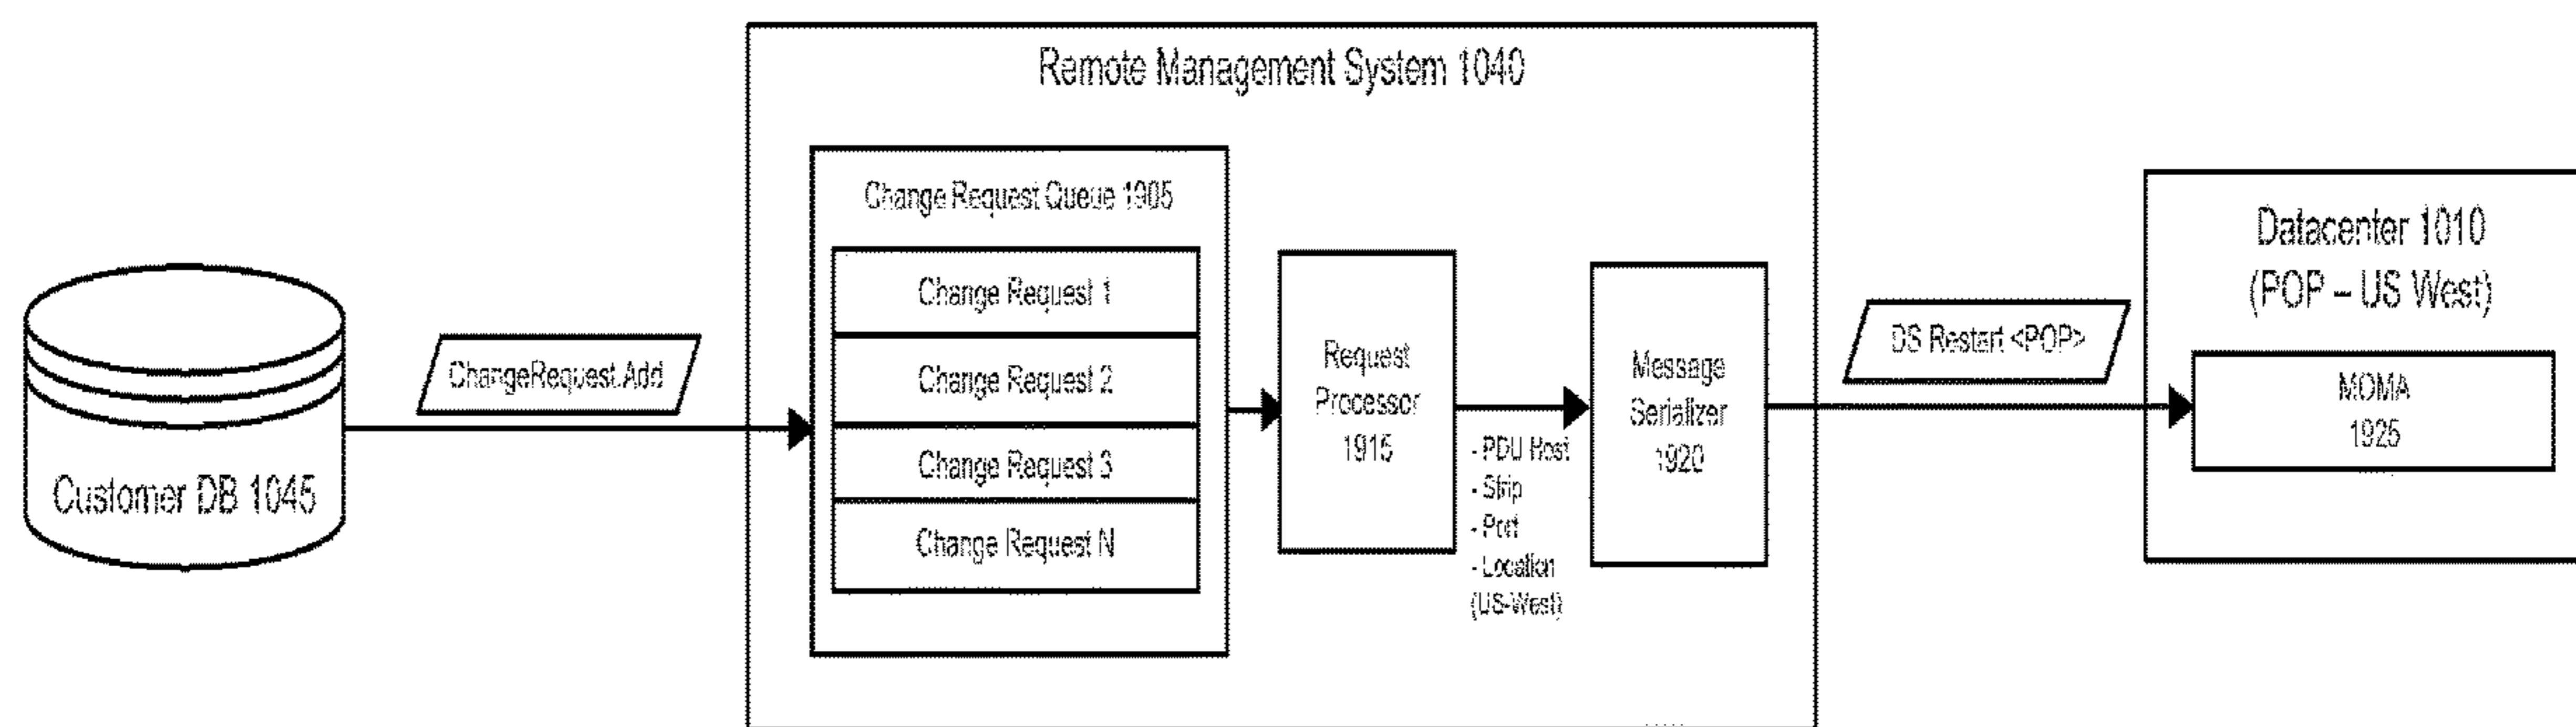 Remote Management System 1040
Change Request Queue 1905
Change Request 1
Change Request 2
Change Request 3
Change Request N
Customer DB 1045
ChangeRequest.Add
Request
Processor
1915
- PDU Host
- Strip
- Port
- Location
(US-West)
Message
Serializer
1920
DS Restart <POP>
Datacenter 1010
(POP – US West)
MOMA
1925